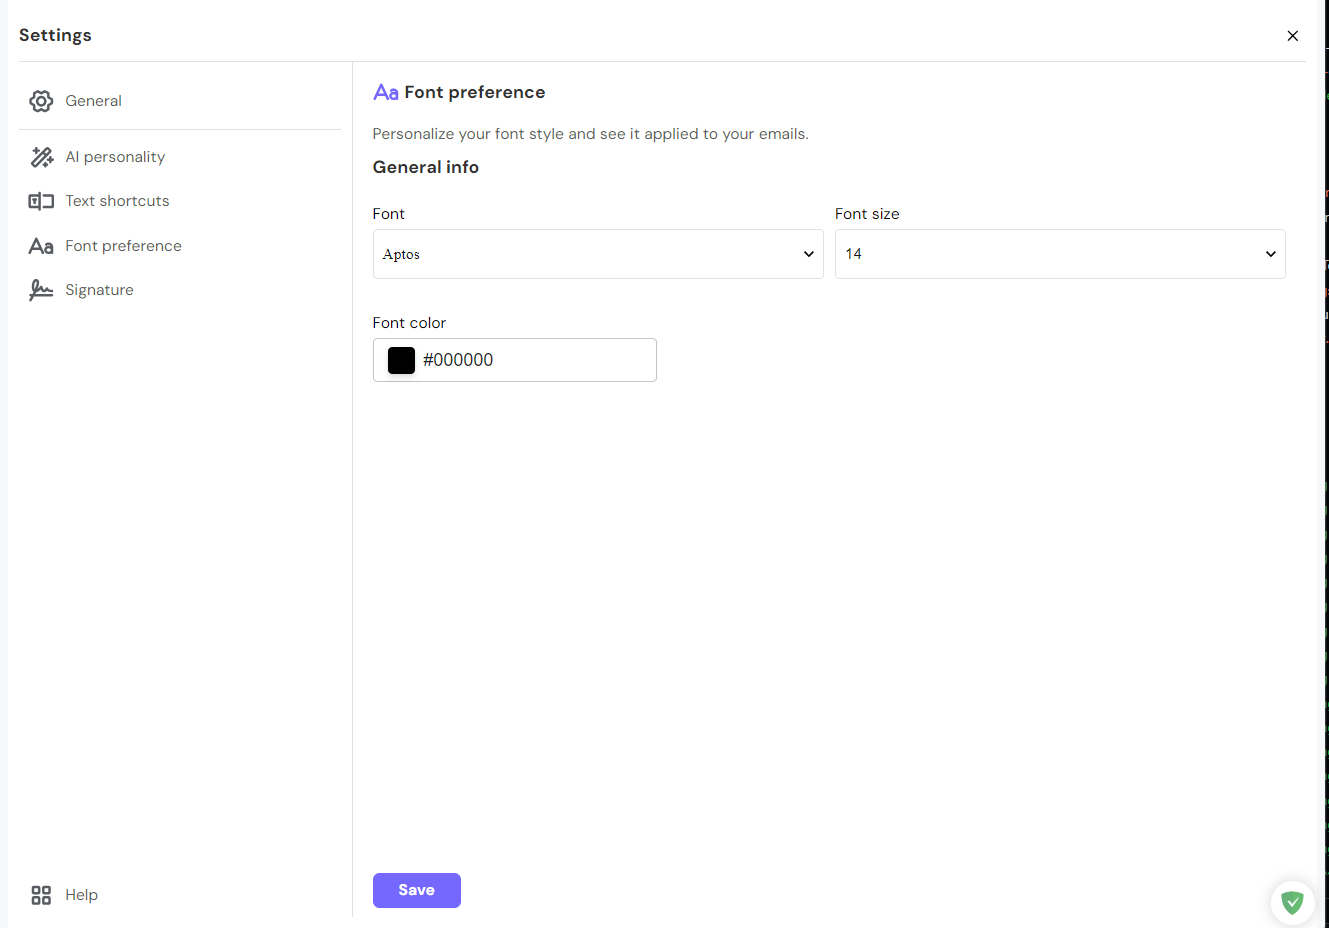 Settings
General
AI personality
Text shortcuts
Aa Font preference
Signature
Help
Aa Font preference
Personalize your font style and see it applied to your emails.
General info
Font
Font size
Aptos
14
Font color
#000000
Save